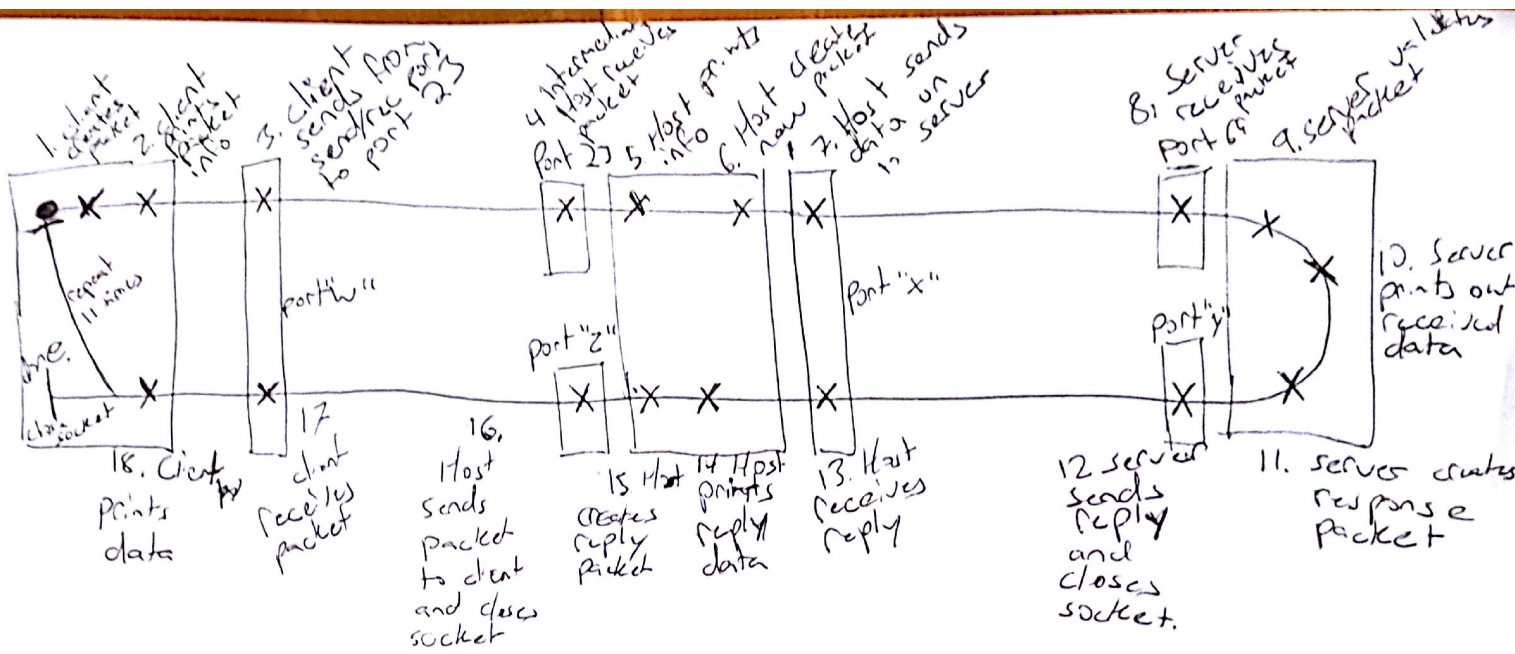 1. client
creates
packet
2. client
prints
packet
info
3. client
sends from
send/rec port
to port 23
4 Intermediary
Host receives
packet
Port 23
5. Host prints
info
6. Host creates
new packet
7. Host sends
data on
to server
8. Server
receives
packet
port 69
9. server validates
packet
10. Server
prints out
received
data
11. server creates
response
packet
12 server
sends
reply
and
closes
socket.
13. Host
receives
reply
14 Host
prints
reply
data
15 Host
creates
reply
packet
16.
Host
sends
packet
to client
and closes
socket
17
client
receives
packet
18. Client
prints
data
repeat
11 times
close
socket
port "w"
port "z"
Port "x"
port "y"